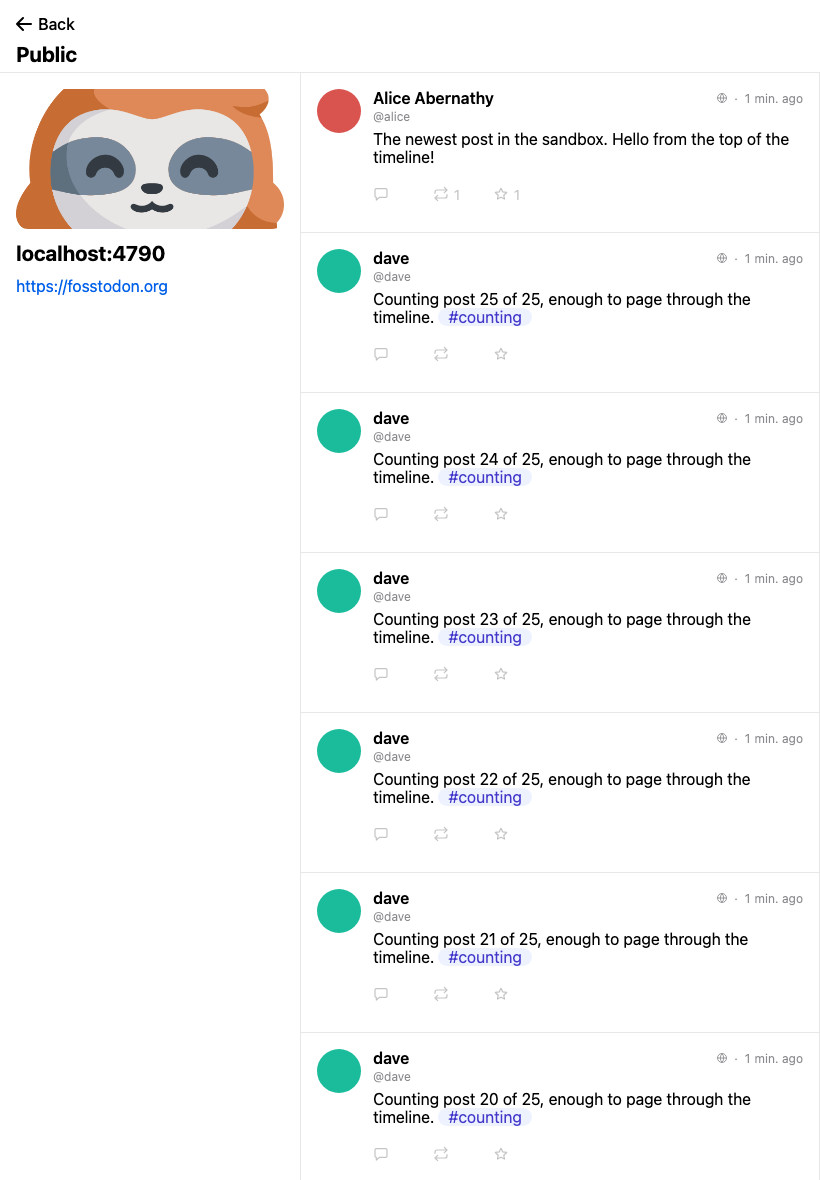 Back
Public
localhost:4790
https://fosstodon.org
Alice Abernathy · 1 min. ago
@alice
The newest post in the sandbox. Hello from the top of the
timeline!
1 1
dave · 1 min. ago
@dave
Counting post 25 of 25, enough to page through the
timeline. #counting
dave · 1 min. ago
@dave
Counting post 24 of 25, enough to page through the
timeline. #counting
dave · 1 min. ago
@dave
Counting post 23 of 25, enough to page through the
timeline. #counting
dave · 1 min. ago
@dave
Counting post 22 of 25, enough to page through the
timeline. #counting
dave · 1 min. ago
@dave
Counting post 21 of 25, enough to page through the
timeline. #counting
dave · 1 min. ago
@dave
Counting post 20 of 25, enough to page through the
timeline. #counting